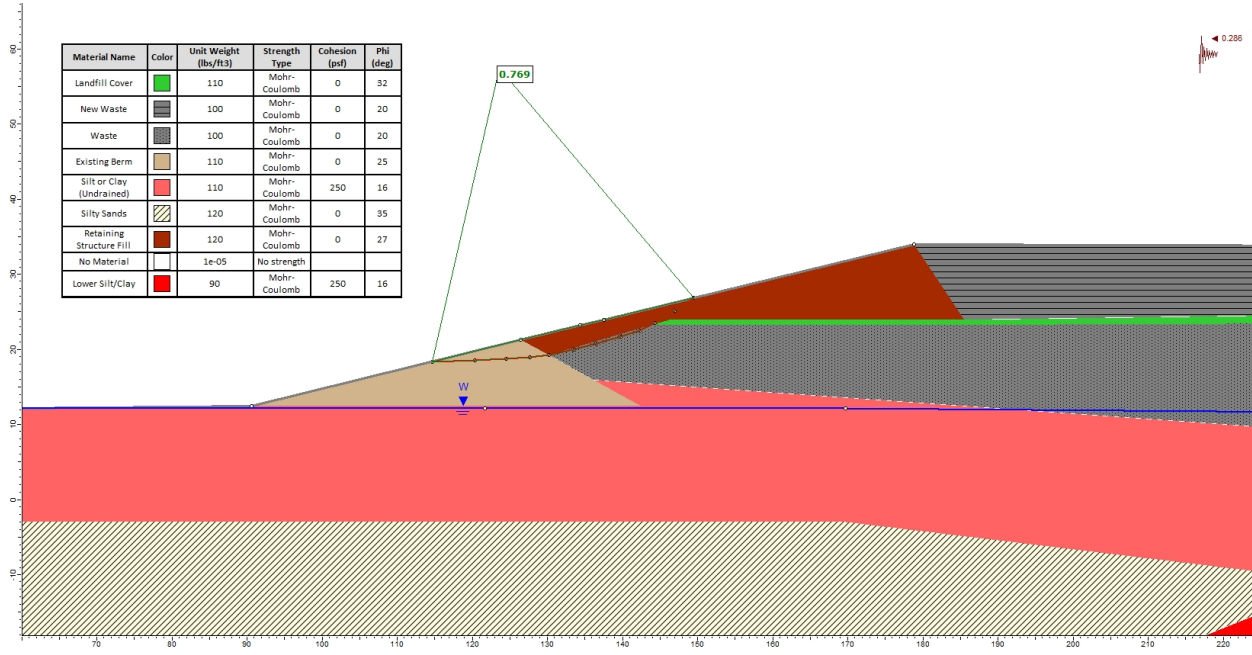 0.286
0.769
Material Name Color Unit Weight (lbs/ft3) Strength Type Cohesion (psf) Phi (deg)
Landfill Cover 110 Mohr-Coulomb 0 32
New Waste 100 Mohr-Coulomb 0 20
Waste 100 Mohr-Coulomb 0 20
Existing Berm 110 Mohr-Coulomb 0 25
Silt or Clay (Undrained) 110 Mohr-Coulomb 250 16
Silty Sands 120 Mohr-Coulomb 0 35
Retaining Structure Fill 120 Mohr-Coulomb 0 27
No Material 1e-05 No strength
Lower Silt/Clay 90 Mohr-Coulomb 250 16
W
60
50
40
30
20
10
0
-10
70 80 90 100 110 120 130 140 150 160 170 180 190 200 210 220